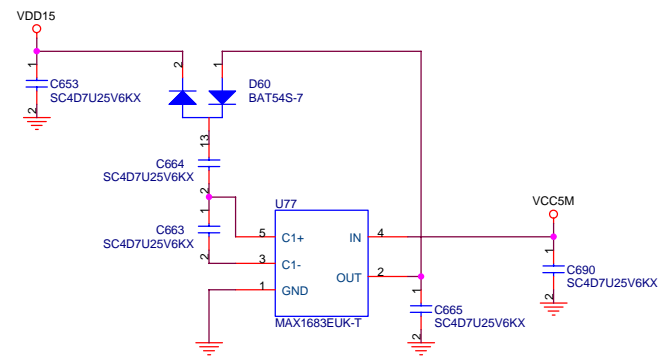 VDD15
1
C653
SC4D7U25V6KX
2
2
1
D60
BAT54S-7
13
C664
SC4D7U25V6KX
2
1
C663
SC4D7U25V6KX
2
U77
5
C1+
IN
4
3
C1-
OUT
2
1
GND
MAX1683EUK-T
VCC5M
1
C690
SC4D7U25V6KX
2
1
C665
SC4D7U25V6KX
2